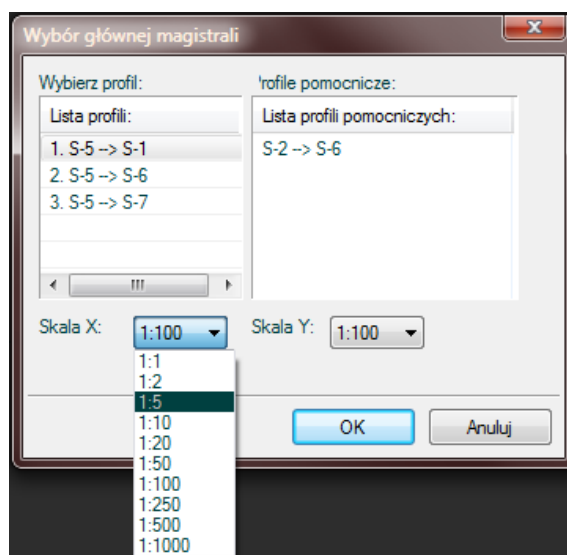 Wybór głównej magistrali
Wybierz profil:
rofile pomocnicze:
Lista profili:
Lista profili pomocniczych:
1. S-5 --> S-1
S-2 --> S-6
2. S-5 --> S-6
3. S-5 --> S-7
Skala X:
1:100
Skala Y:
1:100
1:1
1:2
1:5
1:10
1:20
1:50
1:100
1:250
1:500
1:1000
OK
Anuluj